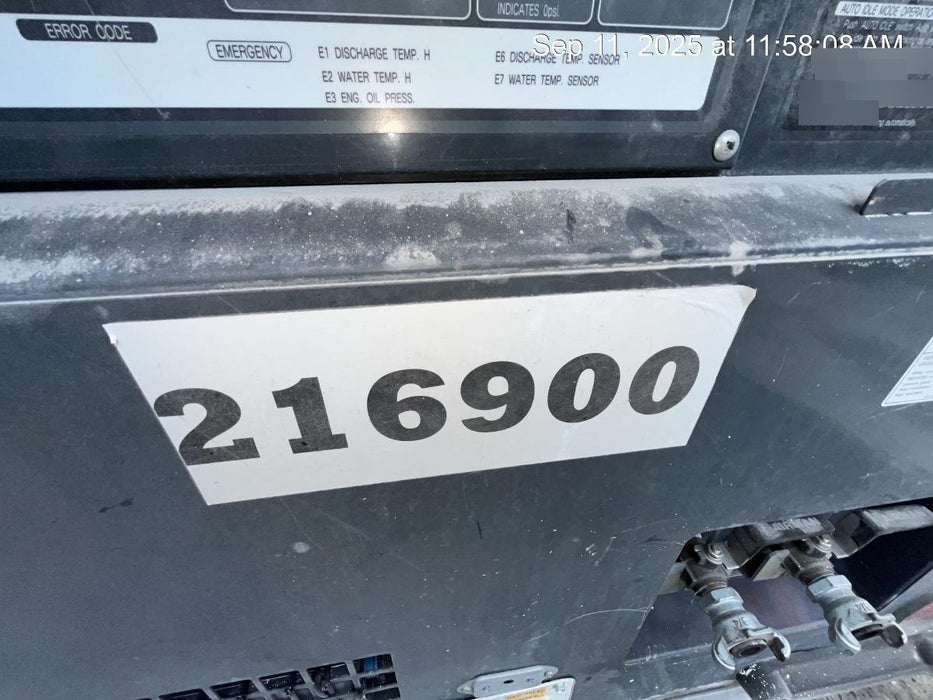 INDICATES 0psi.
AUTO IDLE MODE OPERATIO
ERROR CODE
Sep 11, 2025 at 11:58:08 AM
EMERGENCY
E1 DISCHARGE TEMP. H
E2 WATER TEMP. H
E3 ENG. OIL PRESS.
E6 DISCHARGE TEMP. SENSOR
E7 WATER TEMP. SENSOR
216900